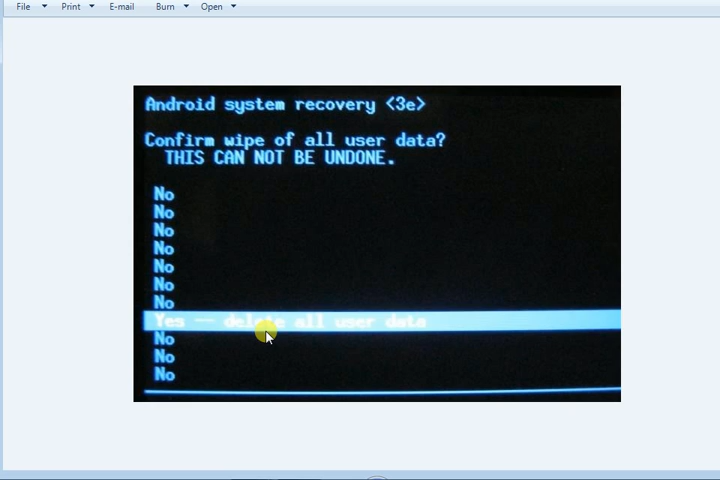 File Print E-mail Burn Open
Android system recovery <3e>
Confirm wipe of all user data?
THIS CAN NOT BE UNDONE.
No
No
No
No
No
No
No
Yes -- delete all user data
No
No
No